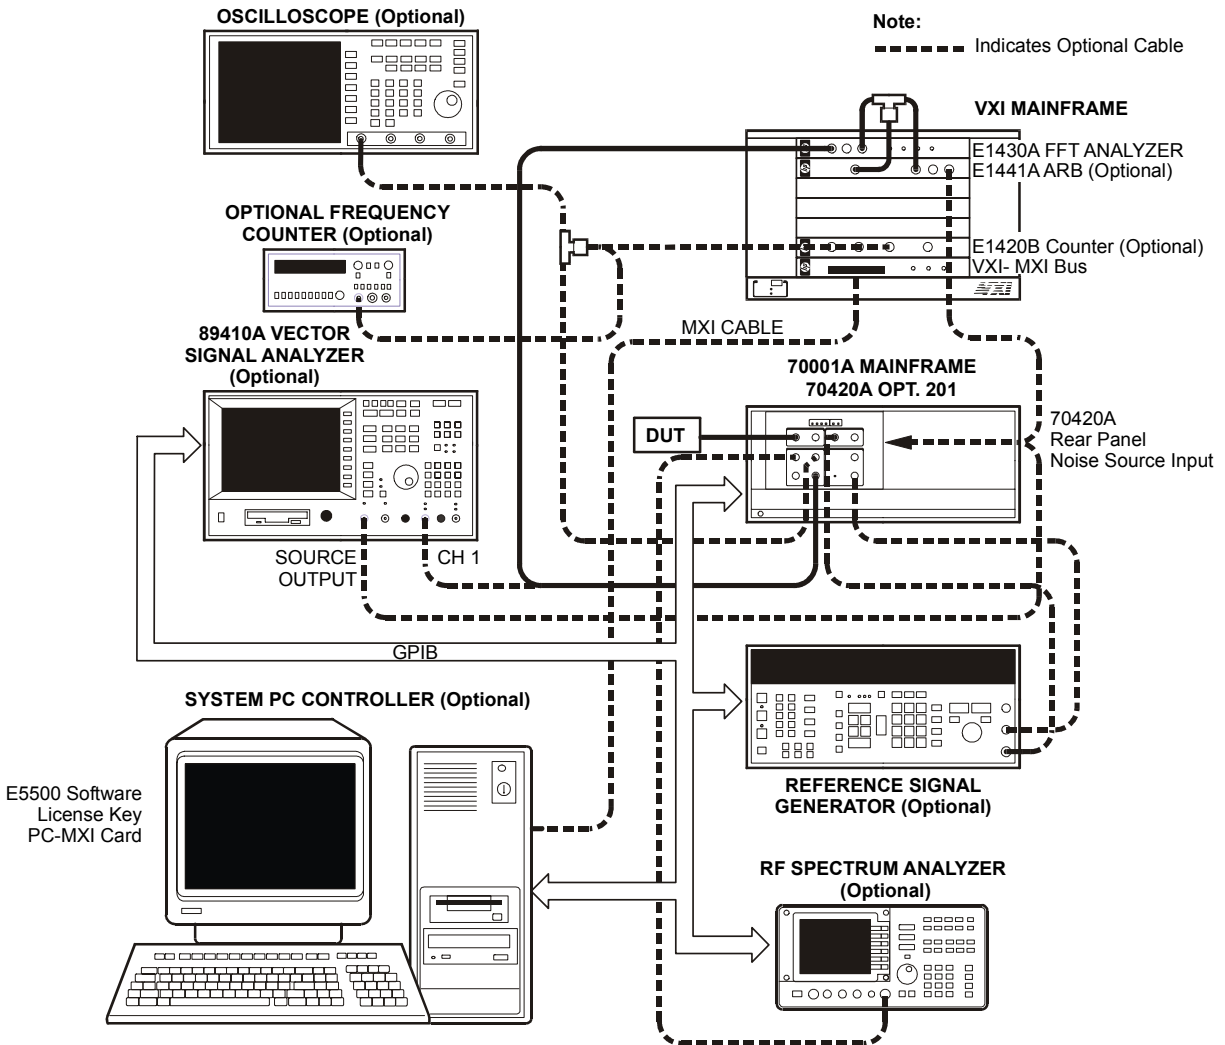 OSCILLOSCOPE (Optional)
Note:
Indicates Optional Cable
VXI MAINFRAME
E1430A FFT ANALYZER
E1441A ARB (Optional)
E1420B Counter (Optional)
VXI- MXI Bus
VXI
OPTIONAL FREQUENCY
COUNTER (Optional)
MXI CABLE
89410A VECTOR
SIGNAL ANALYZER
(Optional)
70001A MAINFRAME
70420A OPT. 201
DUT
70420A
Rear Panel
Noise Source Input
SOURCE
OUTPUT
CH 1
GPIB
SYSTEM PC CONTROLLER (Optional)
E5500 Software
License Key
PC-MXI Card
REFERENCE SIGNAL
GENERATOR (Optional)
RF SPECTRUM ANALYZER
(Optional)